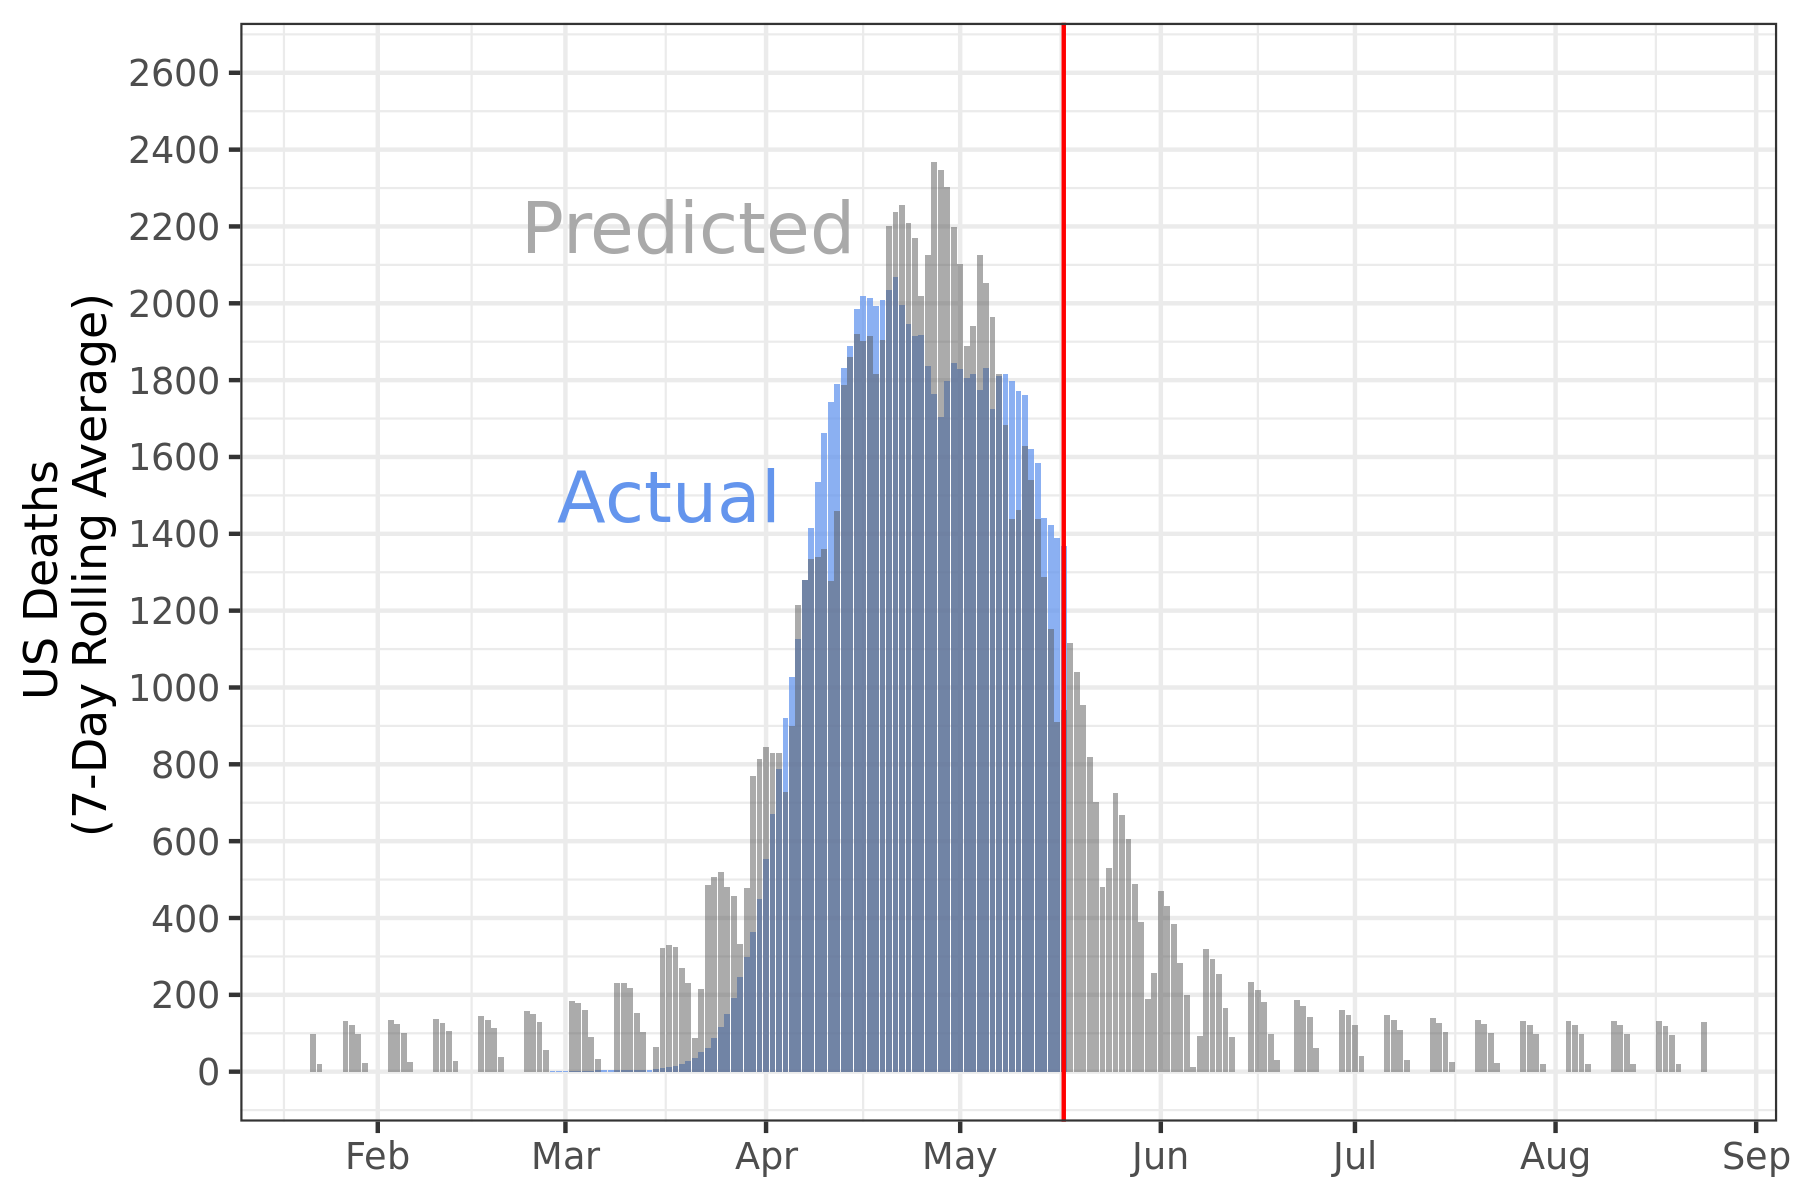 US Deaths
(7-Day Rolling Average)
2600
2400
2200
2000
1800
1600
1400
1200
1000
800
600
400
200
0
Predicted
Actual
Feb Mar Apr May Jun Jul Aug Sep